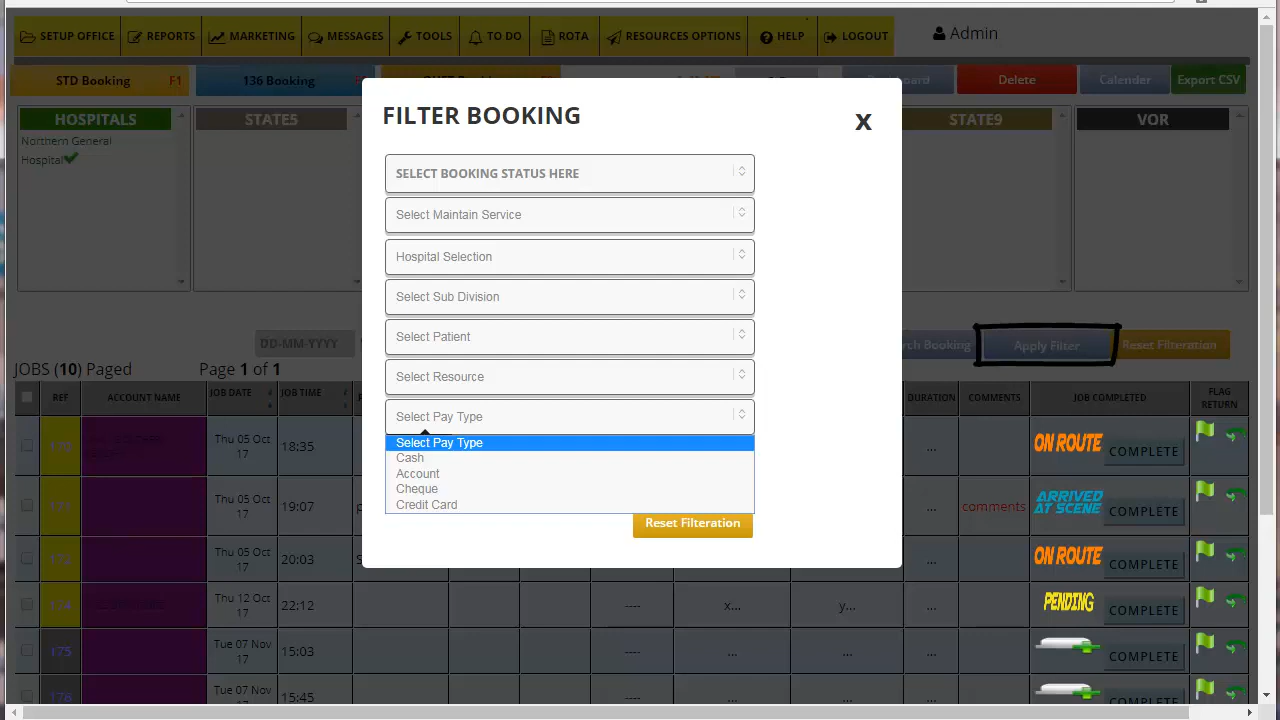 SETUP OFFICE REPORTS MARKETING MESSAGES TOOLS TO DO ROTA RESOURCES OPTIONS HELP LOGOUT Admin
STD Booking F1 136 Booking Delete Calender Export CSV
HOSPITALS STATE5 STATE9 VOR
Northern General
Hospital
FILTER BOOKING
X
SELECT BOOKING STATUS HERE
Select Maintain Service
Hospital Selection
Select Sub Division
Select Patient
Select Resource
Select Pay Type
Select Pay Type
Cash
Account
Cheque
Credit Card
Reset Filteration
DD-MM-YYYY Booking Apply Filter Reset Filteration
JOBS (10) Paged Page 1 of 1
REF ACCOUNT NAME JOB DATE JOB TIME DURATION COMMENTS JOB COMPLETED FLAG RETURN
Thu 05 Oct 17 18:35 ... ON ROUTE COMPLETE
Thu 05 Oct 17 19:07 ... comments ARRIVED AT SCENE COMPLETE
Thu 05 Oct 17 20:03 ... ON ROUTE COMPLETE
Thu 12 Oct 17 22:12 ---- x... y... ... PENDING COMPLETE
175 Tue 07 Nov 17 15:03 ---- ... ... ... COMPLETE
178 Tue 07 Nov 15:45 ---- ... ... ... COMPLETE